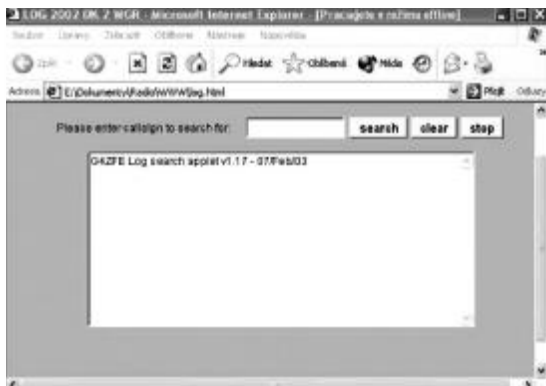 LOG 2002 OK 2 WGR - Microsoft Internet Explorer - [Pracujete v režimu offline]
Soubor Úpravy Zobrazit Oblíbené Nástroje Nápověda
Zpět Hledat Oblíbené Média
Adresa E:\Dokumenty\Radio\WWW\log.html Přejít Odkazy
Please enter callsign to search for: search clear stop
G4ZFE Log search applet v1.17 - 07/Feb/03